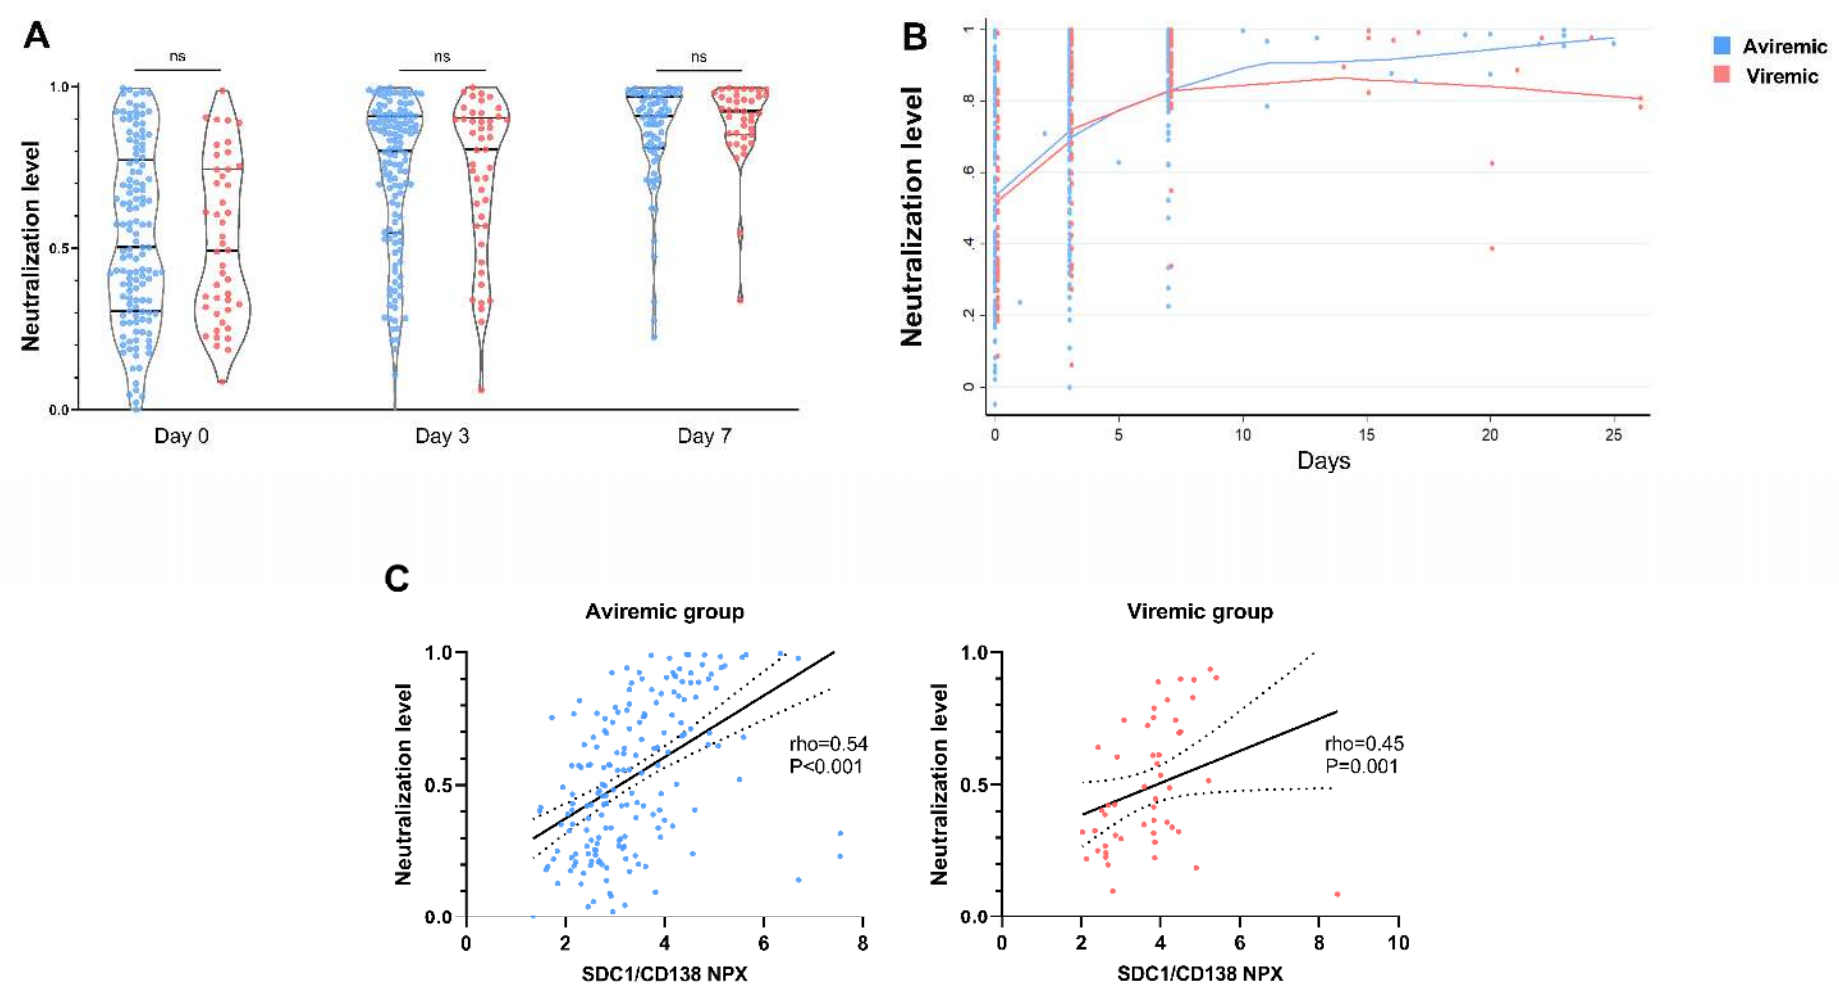 A
ns
ns
ns
Neutralization level
1.0
0.5
0.0
Day 0
Day 3
Day 7
B
Neutralization level
1
.8
.6
.4
.2
0
0
5
10
15
20
25
Days
Aviremic
Viremic
C
Aviremic group
Neutralization level
1.0
0.5
0.0
rho=0.54
P<0.001
0
2
4
6
8
SDC1/CD138 NPX
Viremic group
Neutralization level
1.0
0.5
0.0
rho=0.45
P=0.001
0
2
4
6
8
10
SDC1/CD138 NPX